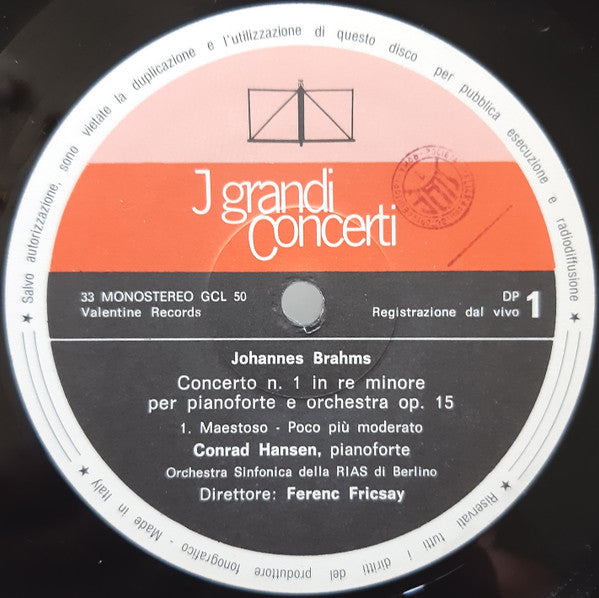 ★ Salvo autorizzazione, sono vietate la duplicazione e l'utilizzazione di questo disco per pubblica esecuzione e radiodiffusione ★
J grandi
Concerti
33 MONOSTEREO GCL 50
Valentine Records
DP 1
Registrazione dal vivo
Johannes Brahms
Concerto n. 1 in re minore
per pianoforte e orchestra op. 15
1. Maestoso - Poco più moderato
Conrad Hansen, pianoforte
Orchestra Sinfonica della RIAS di Berlino
Direttore: Ferenc Fricsay
★ Riservati tutti i diritti del produttore fonografico - Made in Italy ★